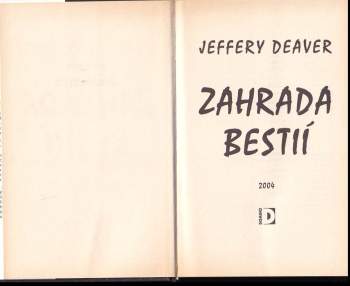 JEFFERY DEAVER
ZAHRADA
BESTIÍ
2004
DOMINO